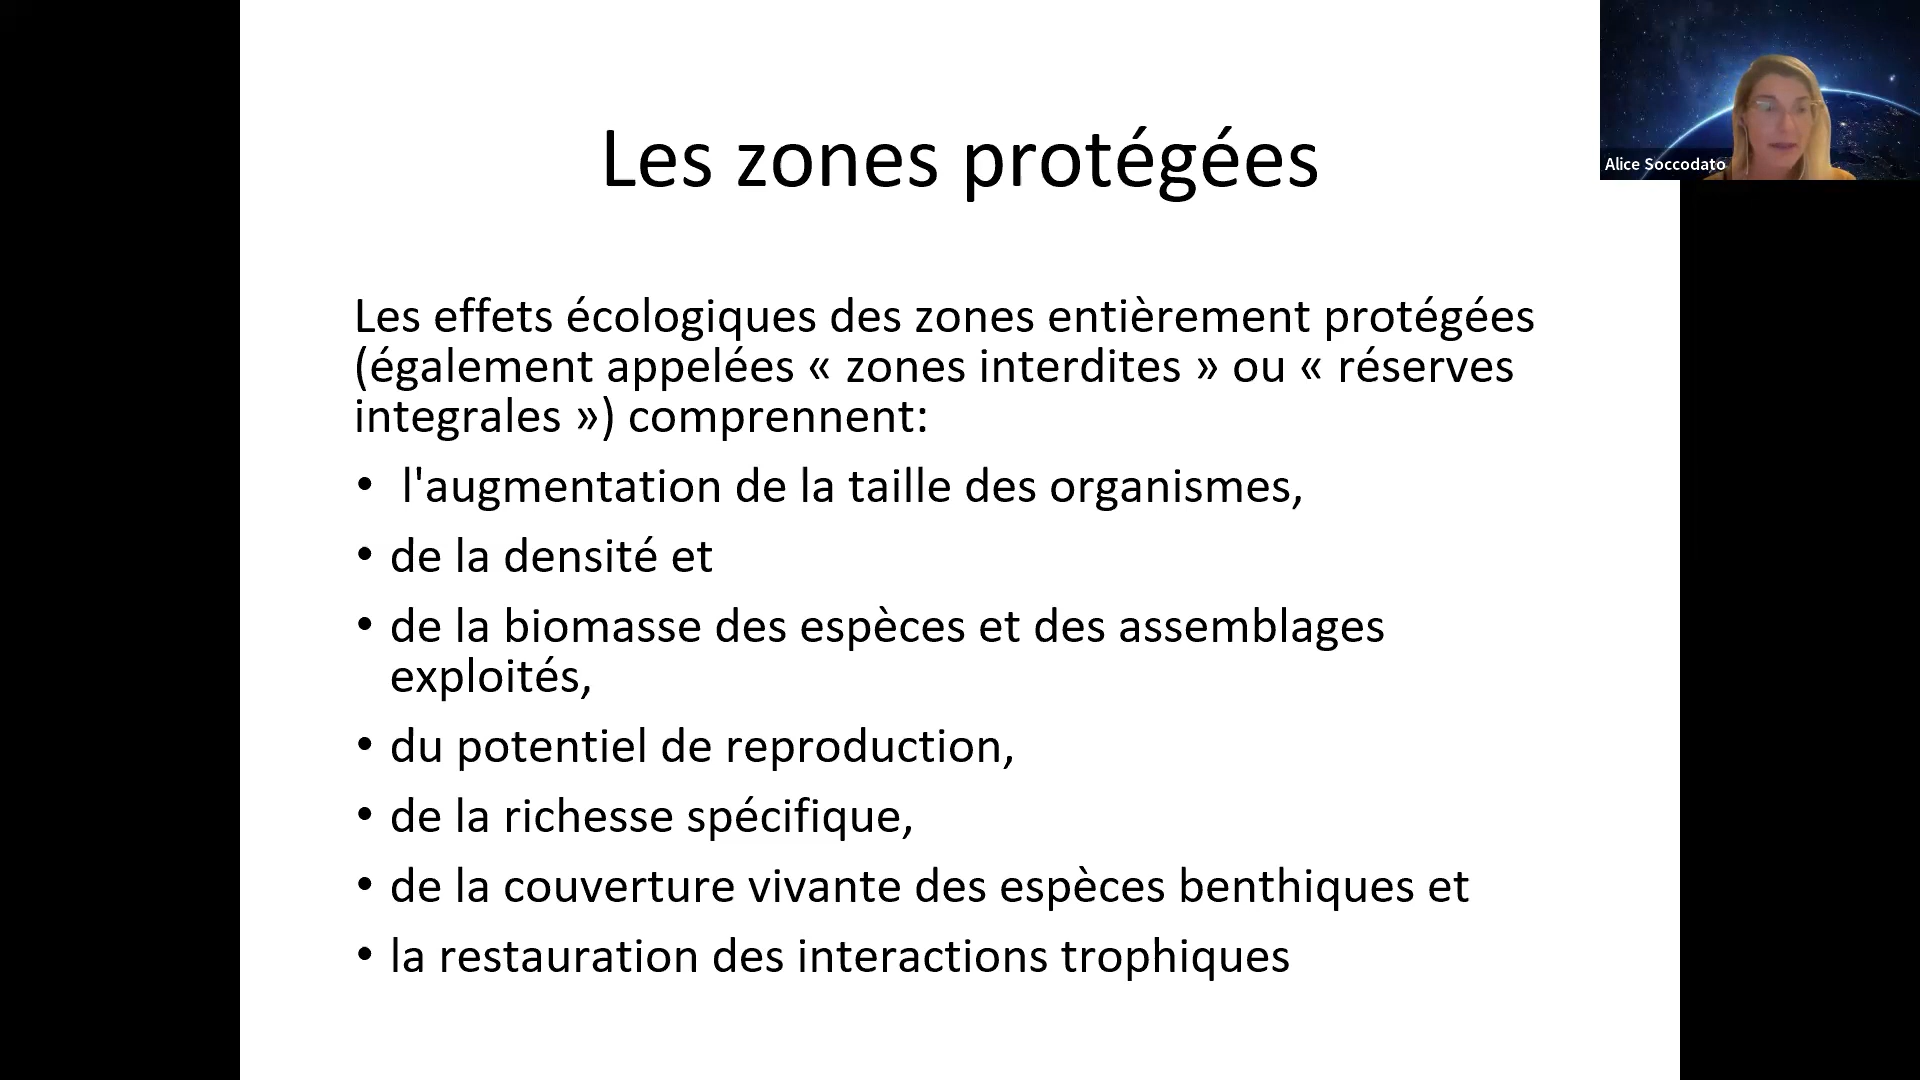 Les zones protégées
Alice Soccodato
Les effets écologiques des zones entièrement protégées
(également appelées « zones interdites » ou « réserves
integrales ») comprennent:
• l'augmentation de la taille des organismes,
• de la densité et
• de la biomasse des espèces et des assemblages
exploités,
• du potentiel de reproduction,
• de la richesse spécifique,
• de la couverture vivante des espèces benthiques et
• la restauration des interactions trophiques